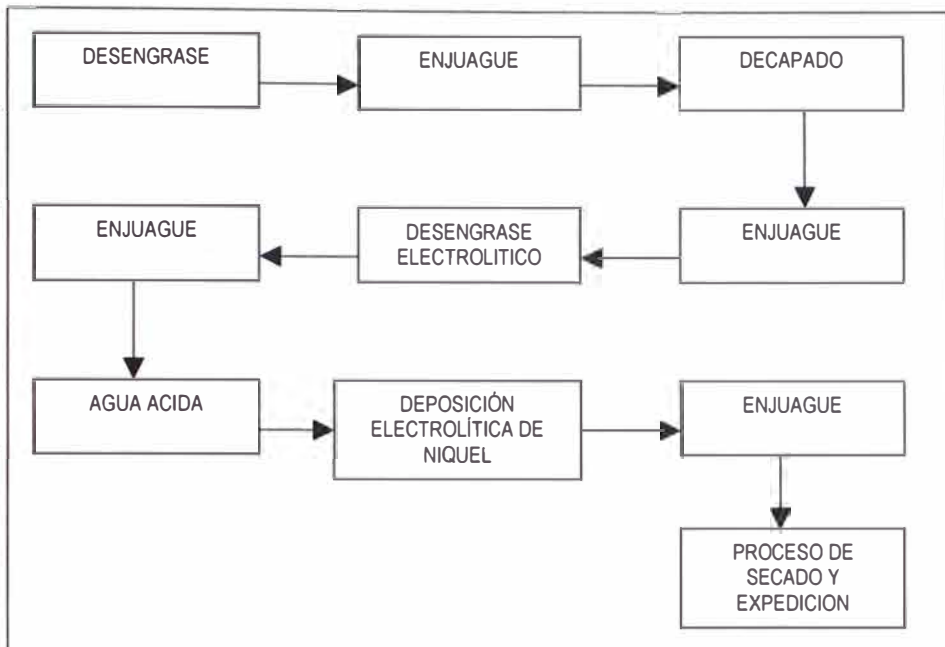 DESENGRASE
ENJUAGUE
DECAPADO
ENJUAGUE
DESENGRASE
ELECTROLITICO
ENJUAGUE
AGUA ACIDA
DEPOSICIÓN
ELECTROLÍTICA DE
NIQUEL
ENJUAGUE
PROCESO DE
SECADO Y
EXPEDICION